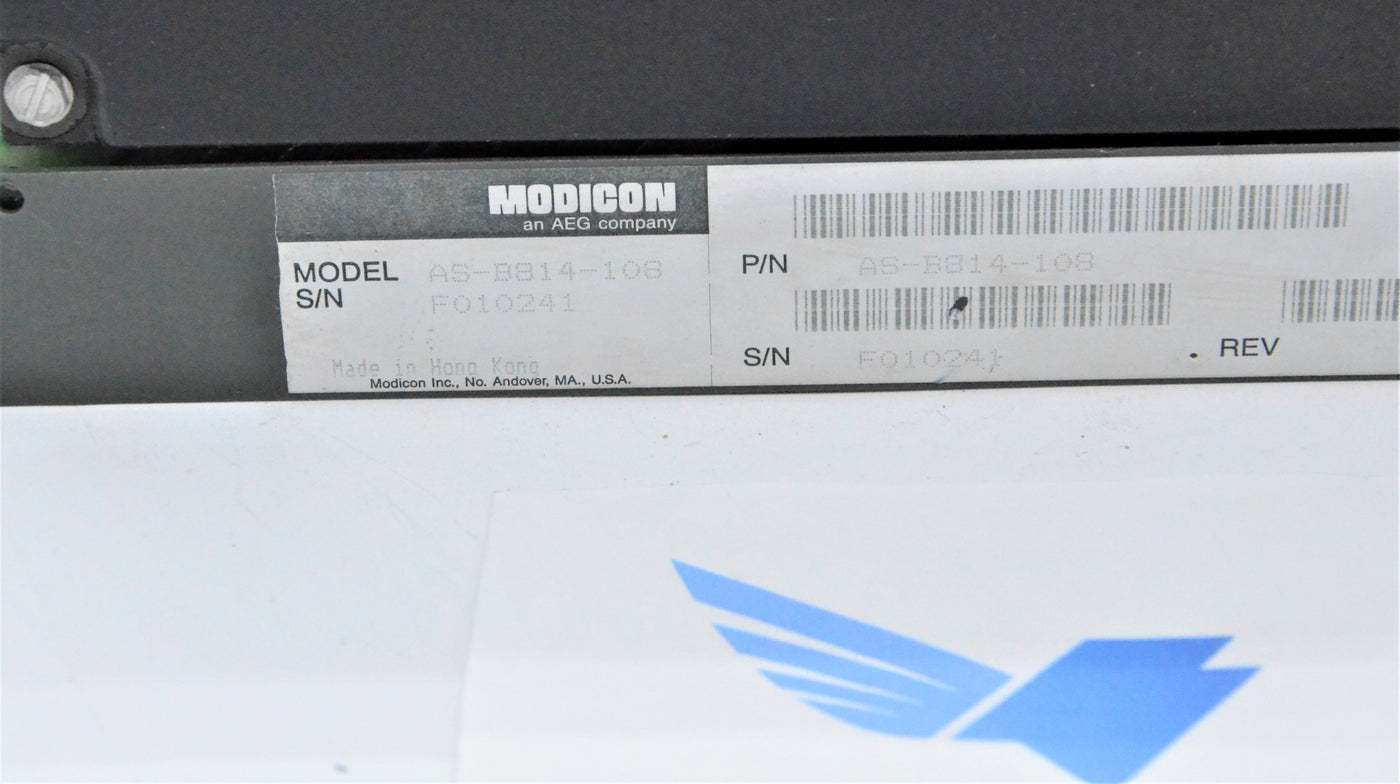 MODICON
an AEG company
MODEL AS-B814-108
S/N F010241
Made in Hong Kong
Modicon Inc., No. Andover, MA., U.S.A.
P/N AS-B814-108
S/N F010241
REV